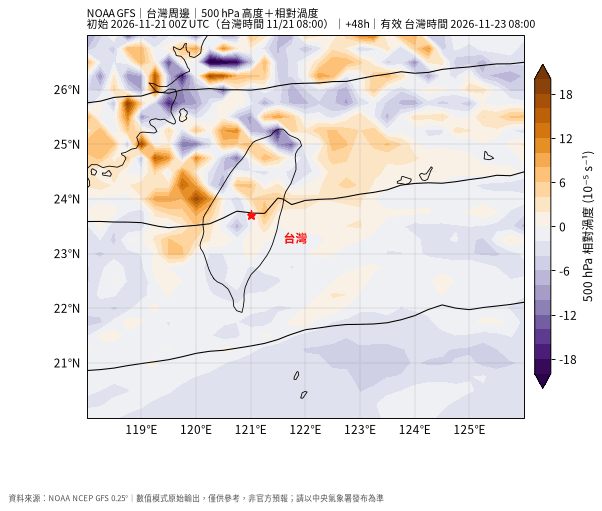 NOAA GFS｜台灣周邊｜500 hPa 高度＋相對渦度
初始 2026-11-21 00Z UTC（台灣時間 11/21 08:00）｜+48h｜有效 台灣時間 2026-11-23 08:00
26°N
25°N
24°N
23°N
22°N
21°N
119°E 120°E 121°E 122°E 123°E 124°E 125°E
台灣
18
12
6
0
-6
-12
-18
500 hPa 相對渦度 (10⁻⁵ s⁻¹)
資料來源：NOAA NCEP GFS 0.25°｜數值模式原始輸出，僅供參考，非官方預報；請以中央氣象署發布為準